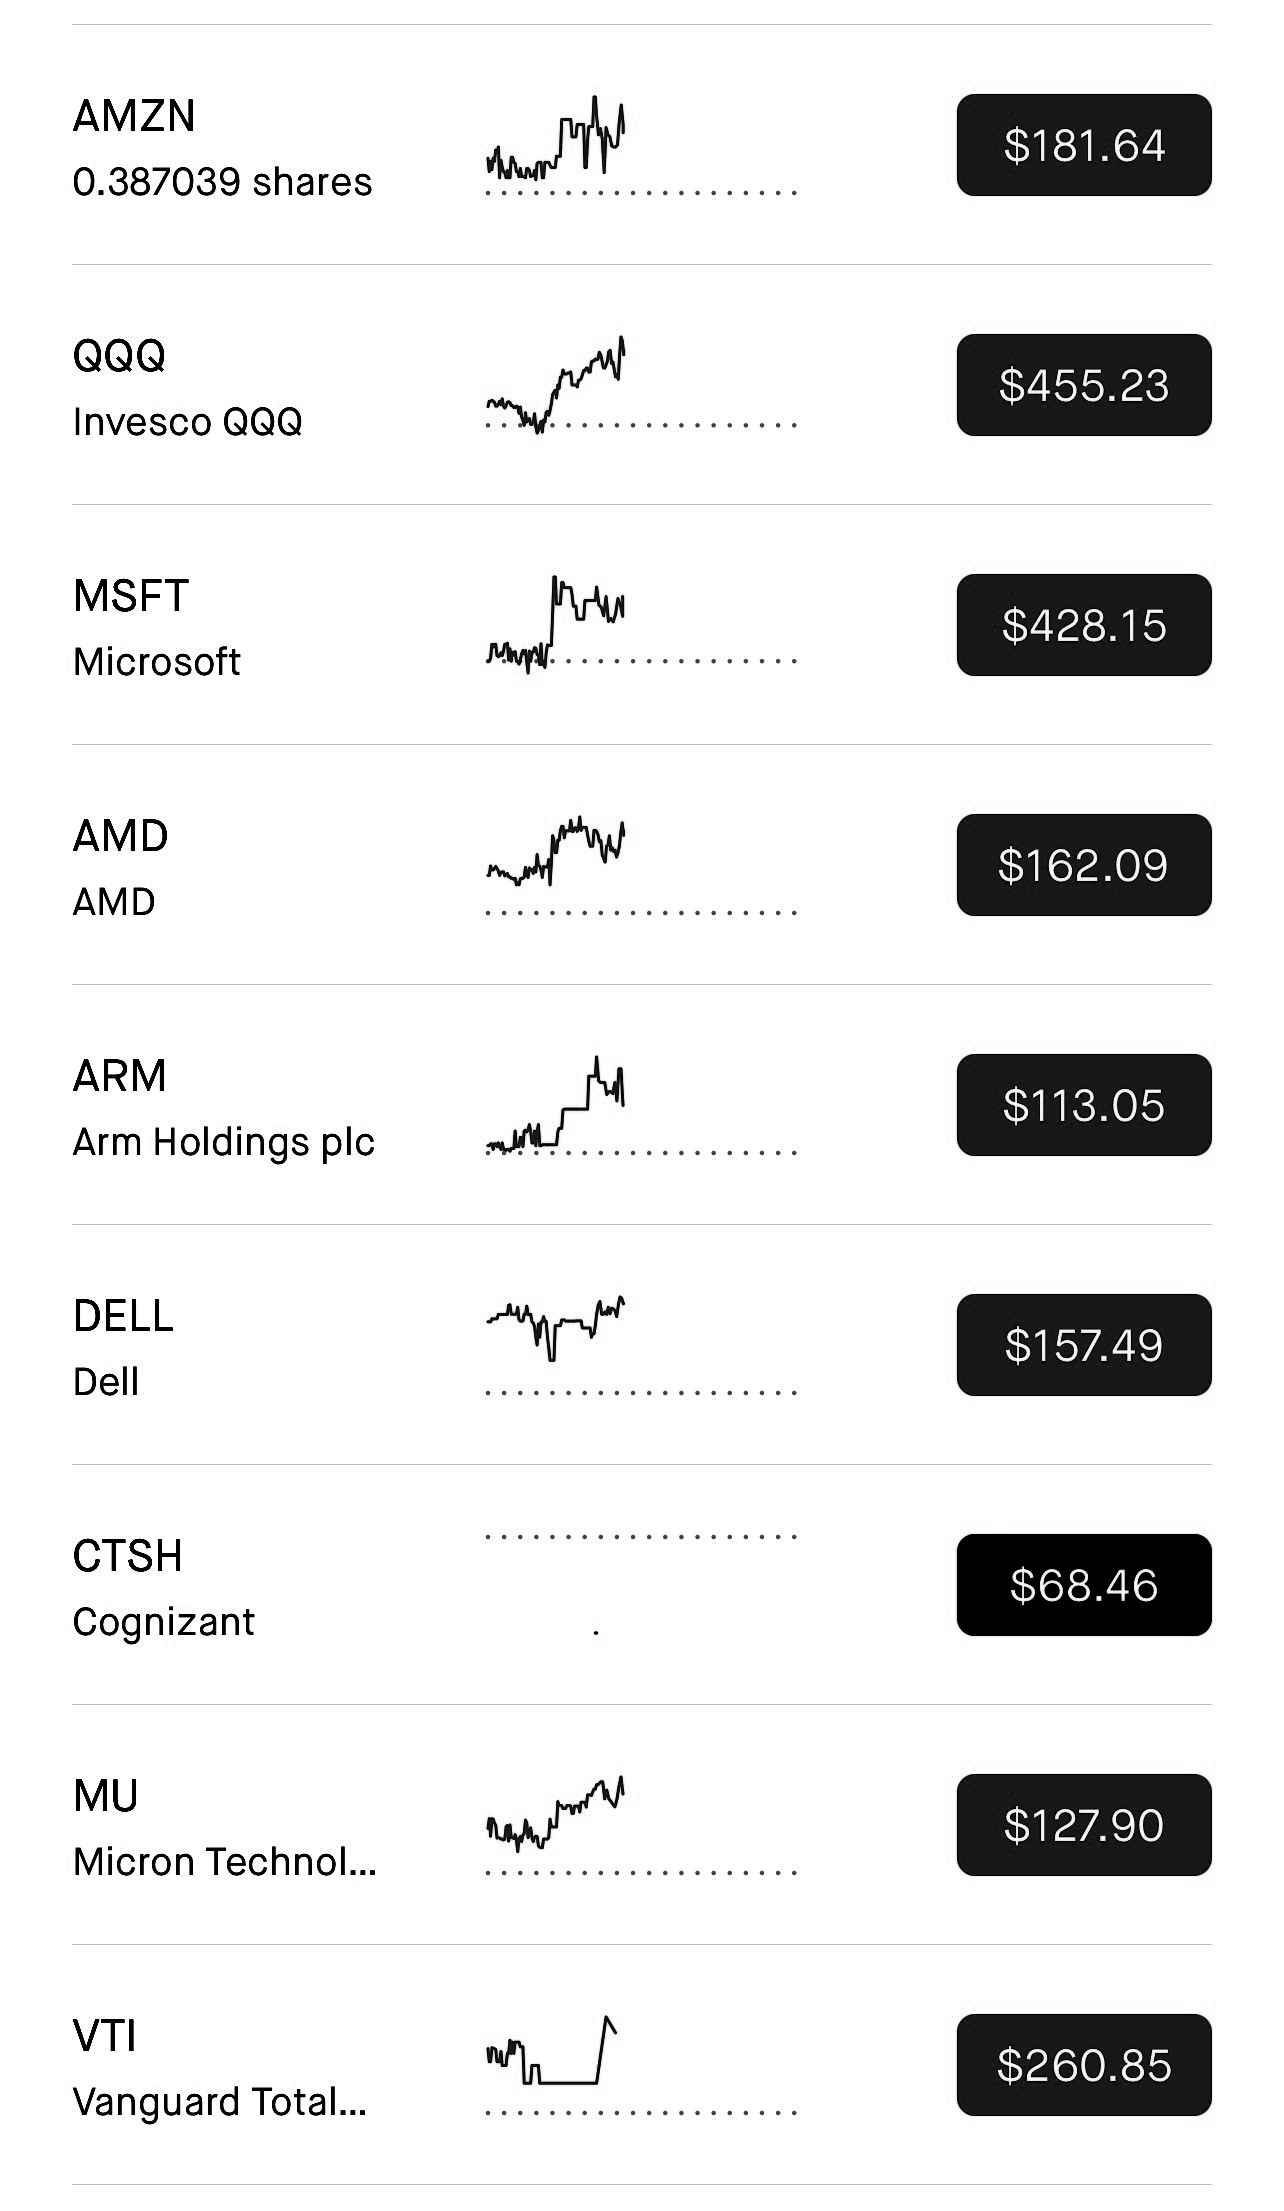 AMZN
0.387039 shares
$181.64
QQQ
Invesco QQQ
$455.23
MSFT
Microsoft
$428.15
AMD
AMD
$162.09
ARM
Arm Holdings plc
$113.05
DELL
Dell
$157.49
CTSH
Cognizant
$68.46
MU
Micron Technol...
$127.90
VTI
Vanguard Total...
$260.85